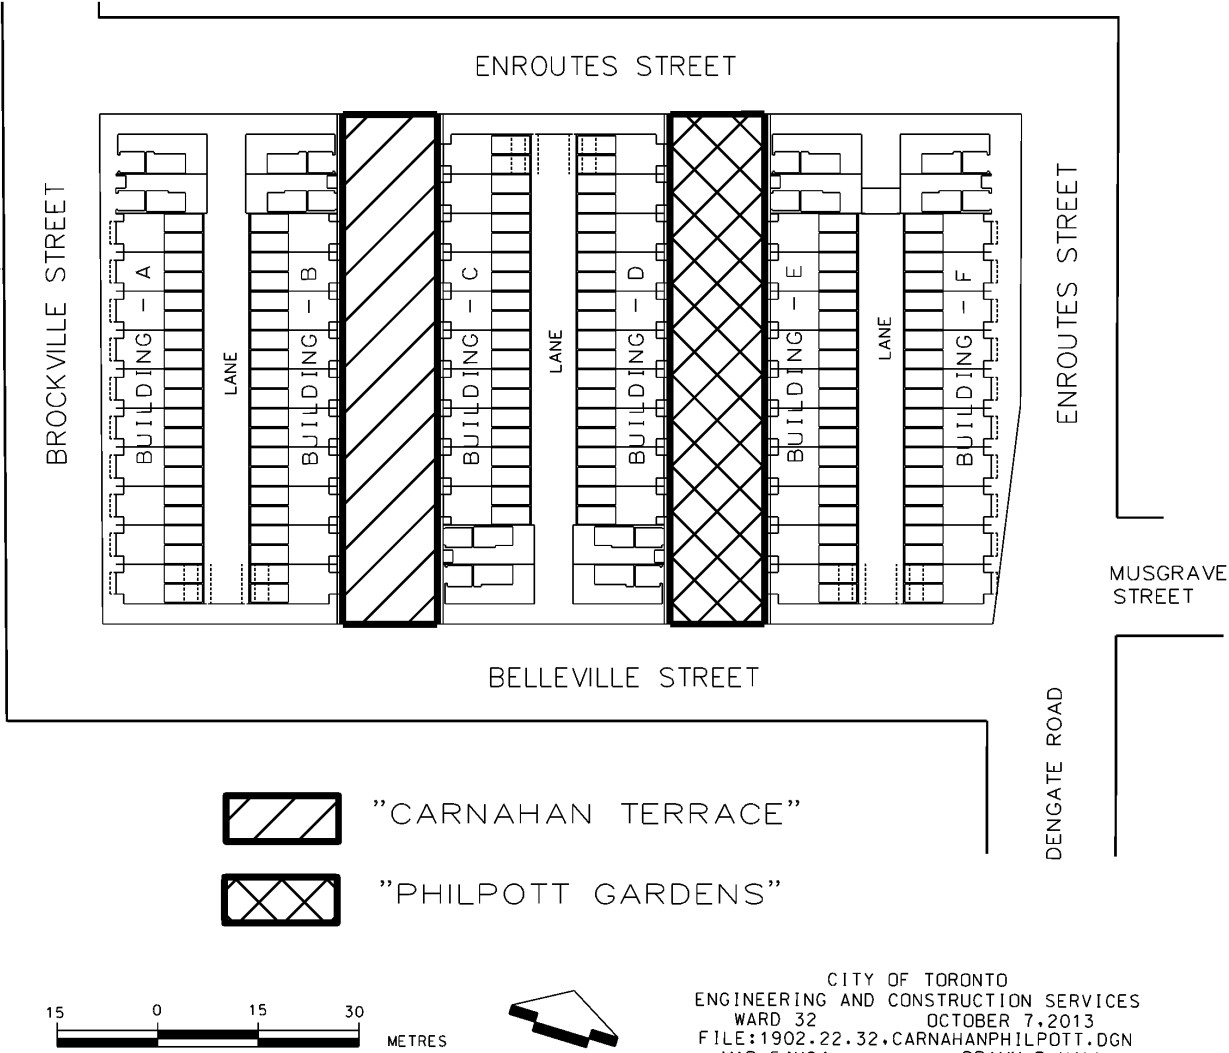 ENROUTES STREET
BROCKVILLE STREET
BUILDING - A
LANE
BUILDING - B
BUILDING - C
LANE
BUILDING - D
BUILDING - E
LANE
BUILDING - F
ENROUTES STREET
MUSGRAVE
STREET
BELLEVILLE STREET
DENGATE ROAD
"CARNAHAN TERRACE"
"PHILPOTT GARDENS"
15 0 15 30
METRES
CITY OF TORONTO
ENGINEERING AND CONSTRUCTION SERVICES
WARD 32 OCTOBER 7,2013
FILE:1902.22.32.CARNAHANPHILPOTT.DGN